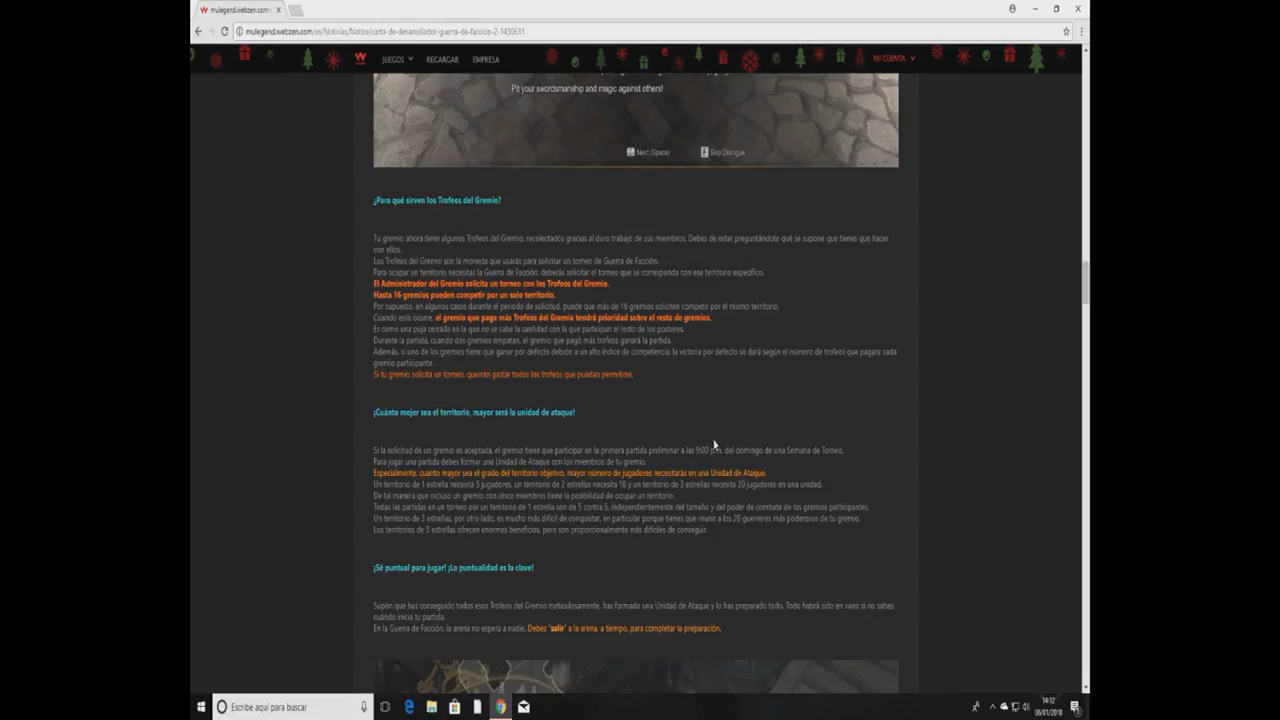 mulegend.webzen.com
mulegend.webzen.com/es/Noticias/Notice/carta-de-desarrollador-guerra-de-faccion-2-1430631
JUEGOS
RECARGAR
EMPRESA
MI CUENTA
Pit your swordsmanship and magic against others!
Next (Space)
Skip Dialogue
¿Para qué sirven los Trofeos del Gremio?
Tu gremio ahora tiene algunos Trofeos del Gremio, recolectados gracias al duro trabajo de sus miembros. Debes de estar preguntándote qué se supone que tienes que hacer
con ellos.
Los Trofeos del Gremio son la moneda que usarás para solicitar un torneo de Guerra de Facción.
Para ocupar un territorio necesitas la Guerra de Facción, deberás solicitar el torneo que se corresponda con ese territorio específico.
El Administrador del Gremio solicita un torneo con los Trofeos del Gremio.
Hasta 16 gremios pueden competir por un solo territorio.
Por supuesto, en algunos casos durante el periodo de solicitud, puede que más de 16 gremios soliciten competir por el mismo territorio.
Cuando esto ocurre, el gremio que paga más Trofeos del Gremio tendrá prioridad sobre el resto de gremios.
Es como una puja cerrada en la que no se sabe la cantidad con la que participan el resto de los postores.
Durante la partida, cuando dos gremios empatan, el gremio que pagó más trofeos ganará la partida.
Además, si uno de los gremios tiene que ganar por defecto debido a un alto índice de competencia, la victoria por defecto se dará según el número de trofeos que pagara cada
gremio participante.
Si tu gremio solicita un torneo, querrán gastar todos los trofeos que puedan permitirse.
¡Cuánto mejor sea el territorio, mayor será la unidad de ataque!
Si la solicitud de un gremio es aceptada, el gremio tiene que participar en la primera partida preliminar a las 9:00 p.m. del domingo de una Semana de Torneo.
Para jugar una partida debes formar una Unidad de Ataque con los miembros de tu gremio.
Especialmente, cuanto mayor sea el grado del territorio objetivo, mayor número de jugadores necesitarás en una Unidad de Ataque.
Un territorio de 1 estrella necesita 5 jugadores, un territorio de 2 estrellas necesita 10 y un territorio de 3 estrellas necesita 20 jugadores en una unidad.
De tal manera que incluso un gremio con cinco miembros tiene la posibilidad de ocupar un territorio.
Todas las partidas en un torneo por un territorio de 1 estrella son de 5 contra 5, independientemente del tamaño y del poder de combate de los gremios participantes.
Un territorio de 3 estrellas, por otro lado, es mucho más difícil de conquistar, en particular porque tienes que reunir a los 20 guerreros más poderosos de tu gremio.
Los territorios de 3 estrellas ofrecen enormes beneficios, pero son proporcionalmente más difíciles de conseguir.
¡Sé puntual para jugar! ¡La puntualidad es la clave!
Supón que has conseguido todos esos Trofeos del Gremio meticulosamente, has formado una Unidad de Ataque y lo has preparado todo. Todo habrá sido en vano si no sabes
cuándo inicia tu partida.
En la Guerra de Facción, la arena no espera a nadie. Debes "salir" a la arena, a tiempo, para completar la preparación.
Escribe aquí para buscar
14:12
06/01/2018